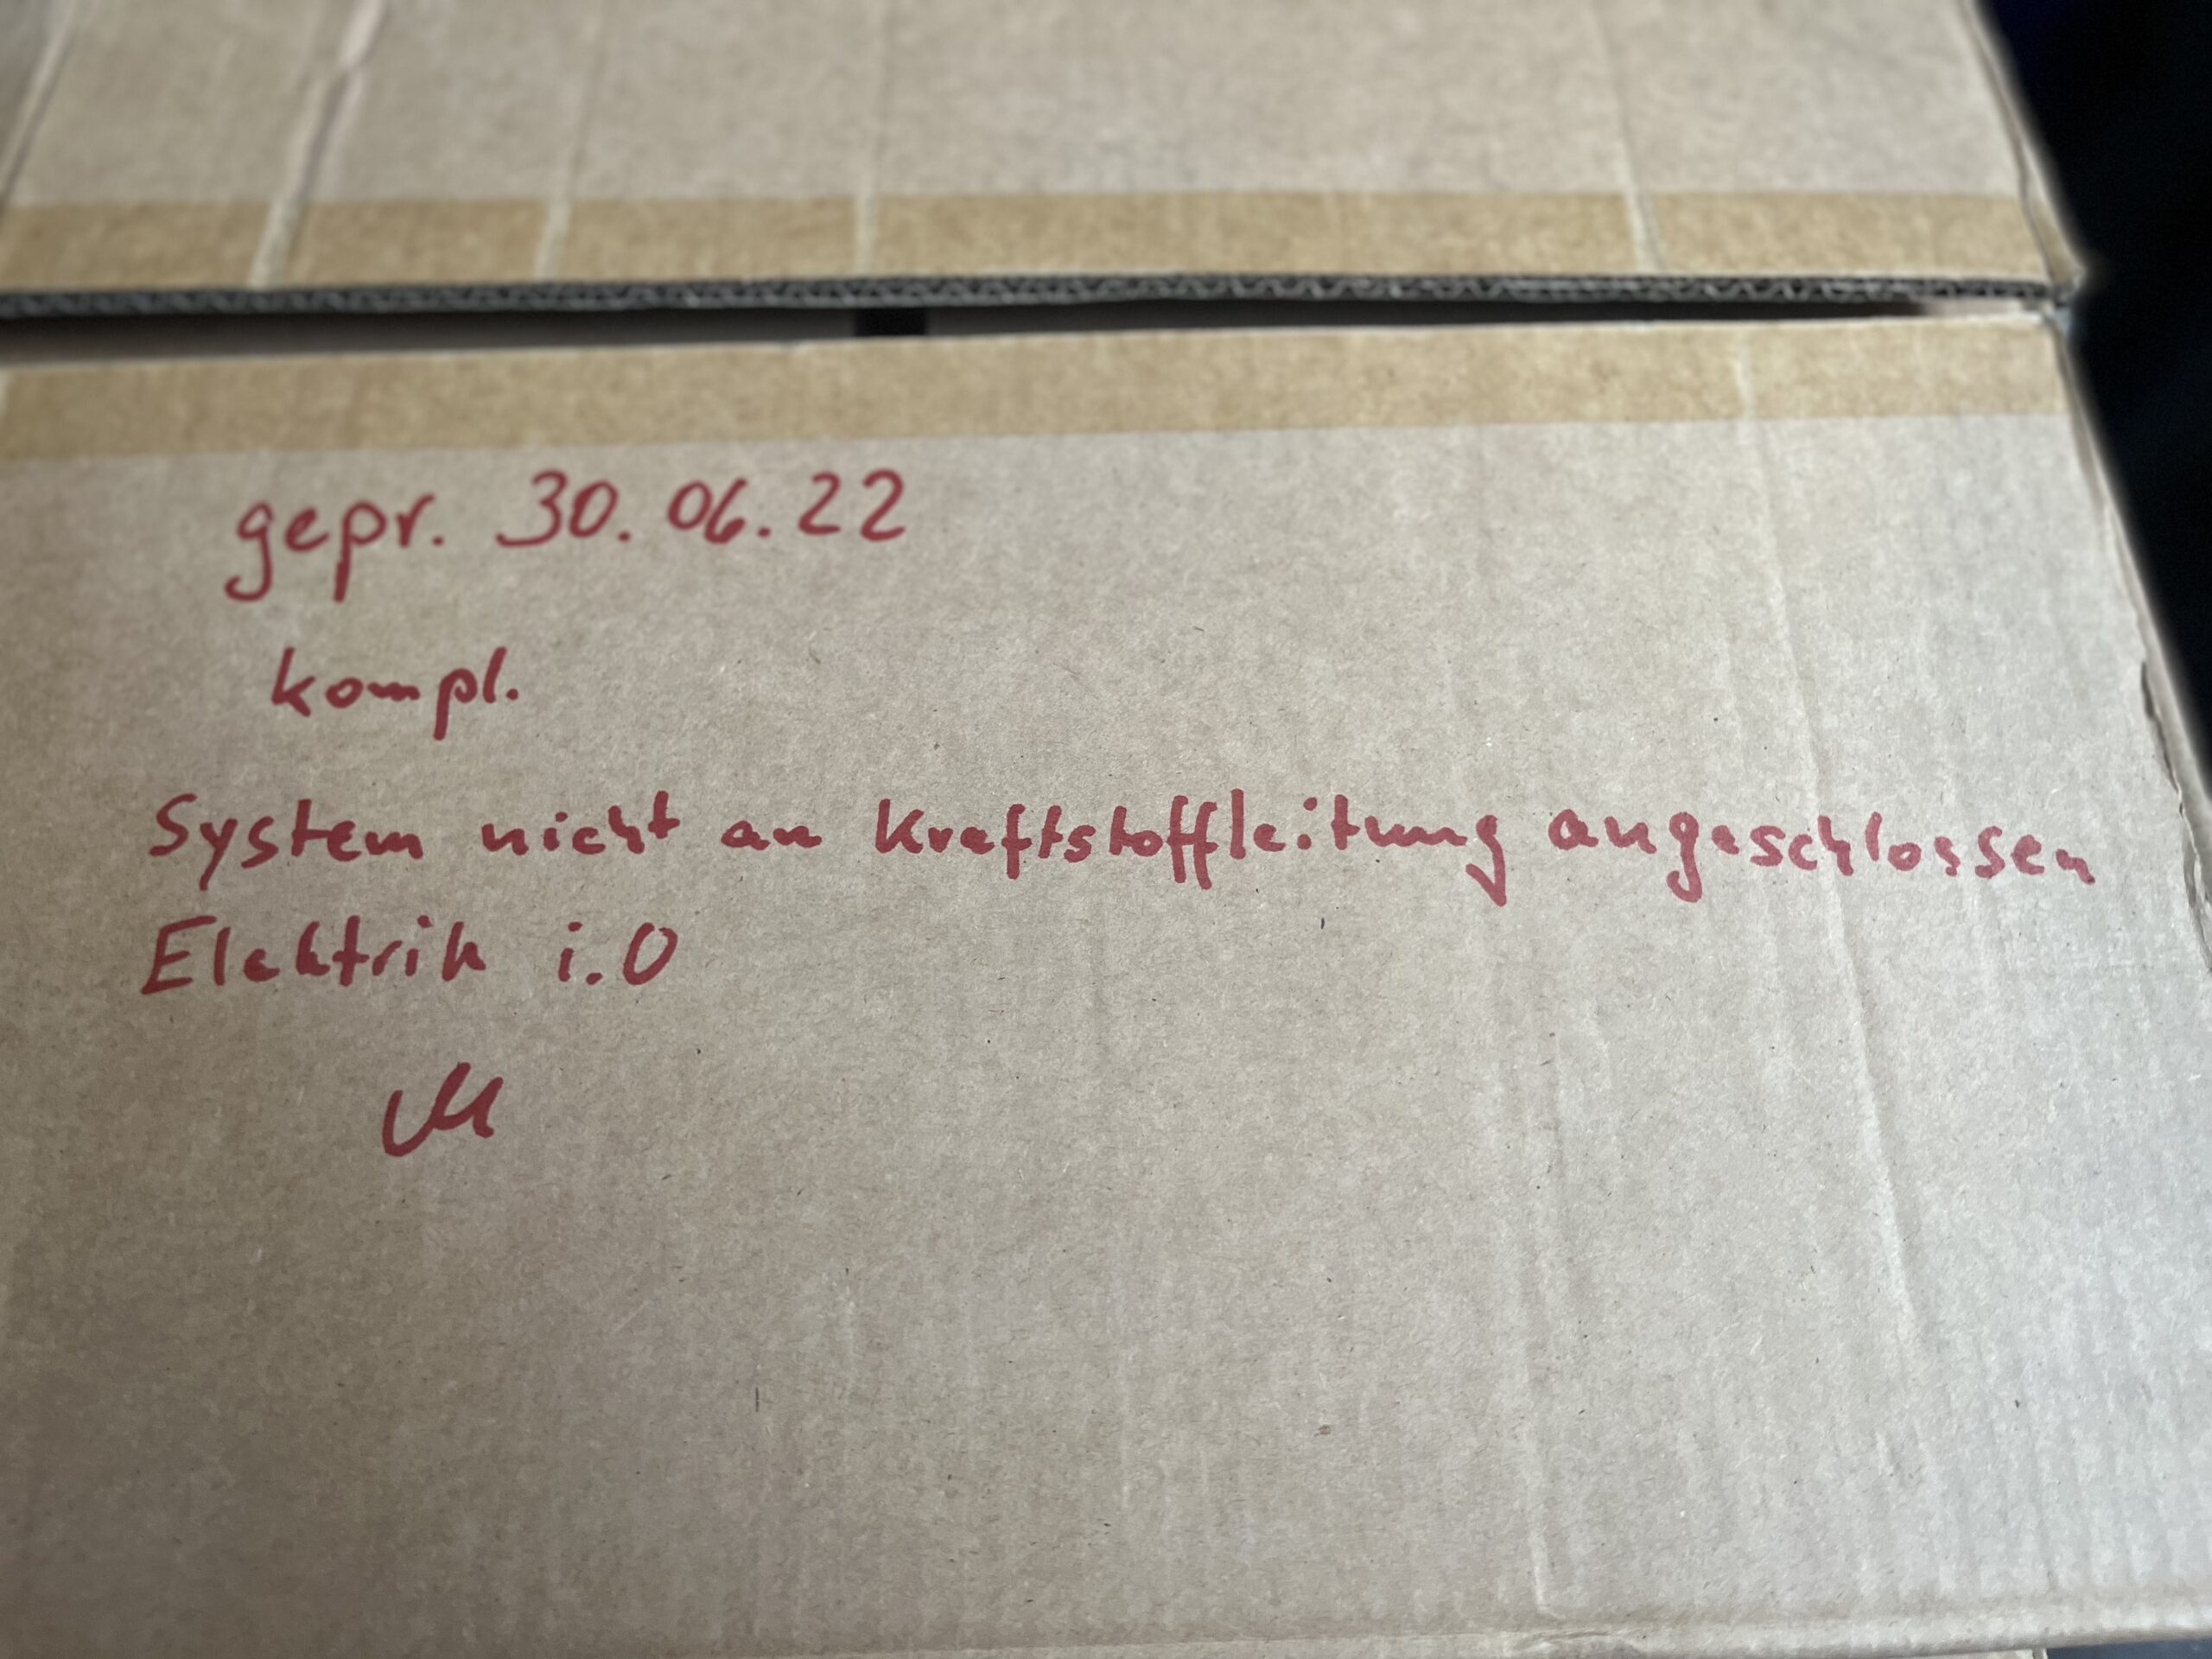 gepr. 30.06.22
kompl.
System nicht an Kraftstoffleitung angeschlossen
Elektrik i.O